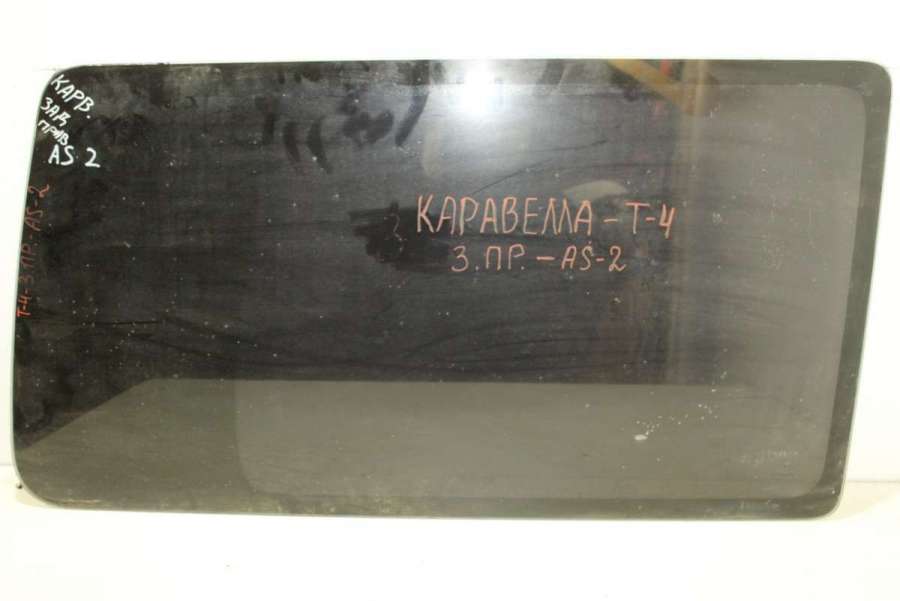 КАРВ.
ЗАД
ПРАВ
AS 2
Т-4-З.ПР.-AS-2
КАРАВЕЛЛА-Т-4
З.ПР.-AS-2